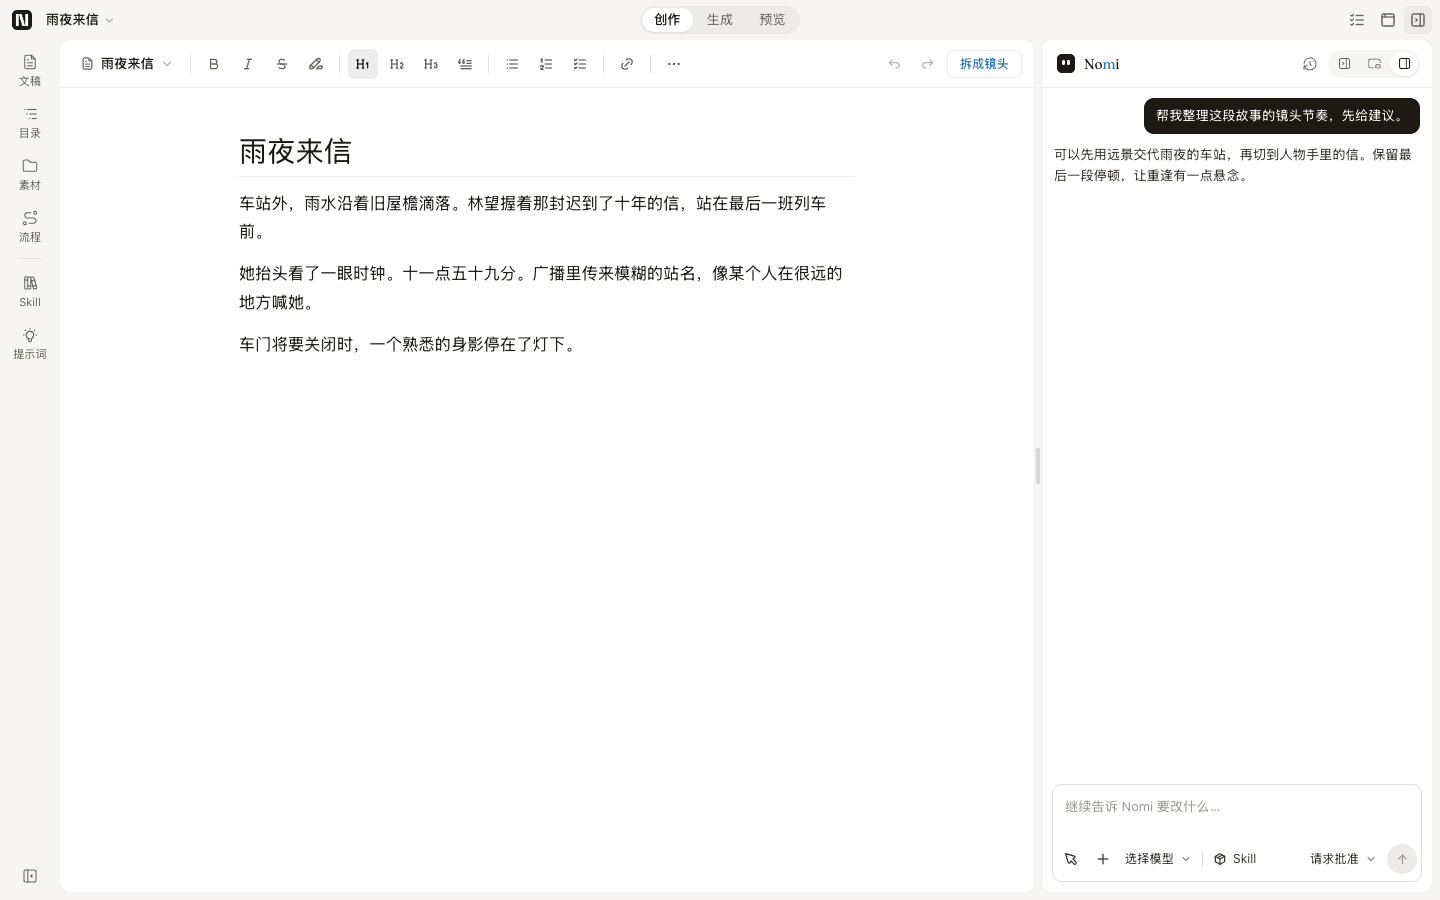 雨夜来信
创作
生成
预览
文稿
目录
素材
流程
Skill
提示词
雨夜来信
B
I
S
H1
H2
H3
拆成镜头
雨夜来信
车站外，雨水沿着旧屋檐滴落。林望握着那封迟到了十年的信，站在最后一班列车
前。
她抬头看了一眼时钟。十一点五十九分。广播里传来模糊的站名，像某个人在很远的
地方喊她。
车门将要关闭时，一个熟悉的身影停在了灯下。
Nomi
帮我整理这段故事的镜头节奏，先给建议。
可以先用远景交代雨夜的车站，再切到人物手里的信。保留最
后一段停顿，让重逢有一点悬念。
继续告诉 Nomi 要改什么...
选择模型
Skill
请求批准